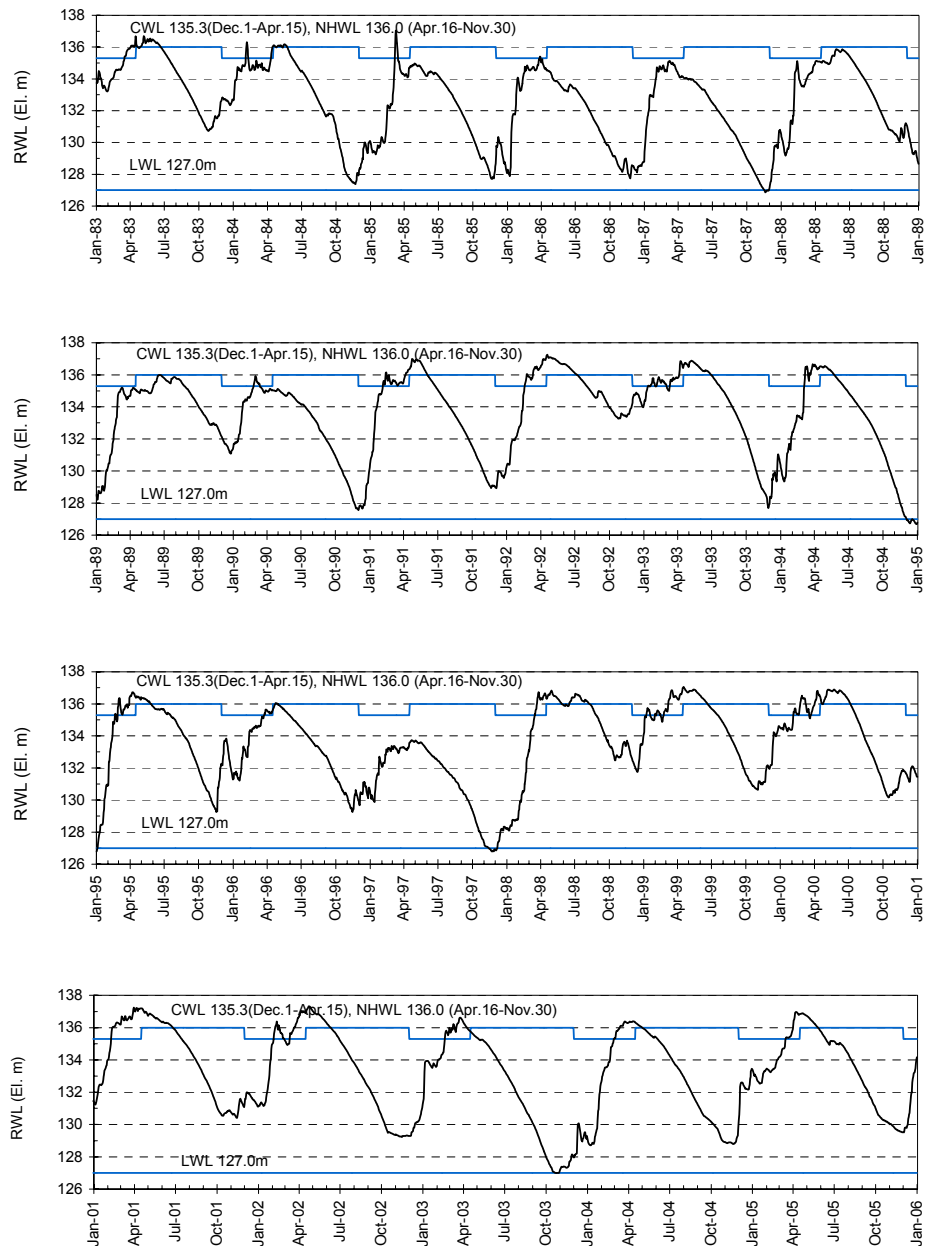 CWL 135.3(Dec.1-Apr.15), NHWL 136.0 (Apr.16-Nov.30)
RWL (El. m)
138
136
134
132
130
128
126
LWL 127.0m
Jan-83 Apr-83 Jul-83 Oct-83 Jan-84 Apr-84 Jul-84 Oct-84 Jan-85 Apr-85 Jul-85 Oct-85 Jan-86 Apr-86 Jul-86 Oct-86 Jan-87 Apr-87 Jul-87 Oct-87 Jan-88 Apr-88 Jul-88 Oct-88 Jan-89
CWL 135.3(Dec.1-Apr.15), NHWL 136.0 (Apr.16-Nov.30)
RWL (El. m)
138
136
134
132
130
128
126
LWL 127.0m
Jan-89 Apr-89 Jul-89 Oct-89 Jan-90 Apr-90 Jul-90 Oct-90 Jan-91 Apr-91 Jul-91 Oct-91 Jan-92 Apr-92 Jul-92 Oct-92 Jan-93 Apr-93 Jul-93 Oct-93 Jan-94 Apr-94 Jul-94 Oct-94 Jan-95
CWL 135.3(Dec.1-Apr.15), NHWL 136.0 (Apr.16-Nov.30)
RWL (El. m)
138
136
134
132
130
128
126
LWL 127.0m
Jan-95 Apr-95 Jul-95 Oct-95 Jan-96 Apr-96 Jul-96 Oct-96 Jan-97 Apr-97 Jul-97 Oct-97 Jan-98 Apr-98 Jul-98 Oct-98 Jan-99 Apr-99 Jul-99 Oct-99 Jan-00 Apr-00 Jul-00 Oct-00 Jan-01
CWL 135.3(Dec.1-Apr.15), NHWL 136.0 (Apr.16-Nov.30)
RWL (El. m)
138
136
134
132
130
128
126
LWL 127.0m
Jan-01 Apr-01 Jul-01 Oct-01 Jan-02 Apr-02 Jul-02 Oct-02 Jan-03 Apr-03 Jul-03 Oct-03 Jan-04 Apr-04 Jul-04 Oct-04 Jan-05 Apr-05 Jul-05 Oct-05 Jan-06